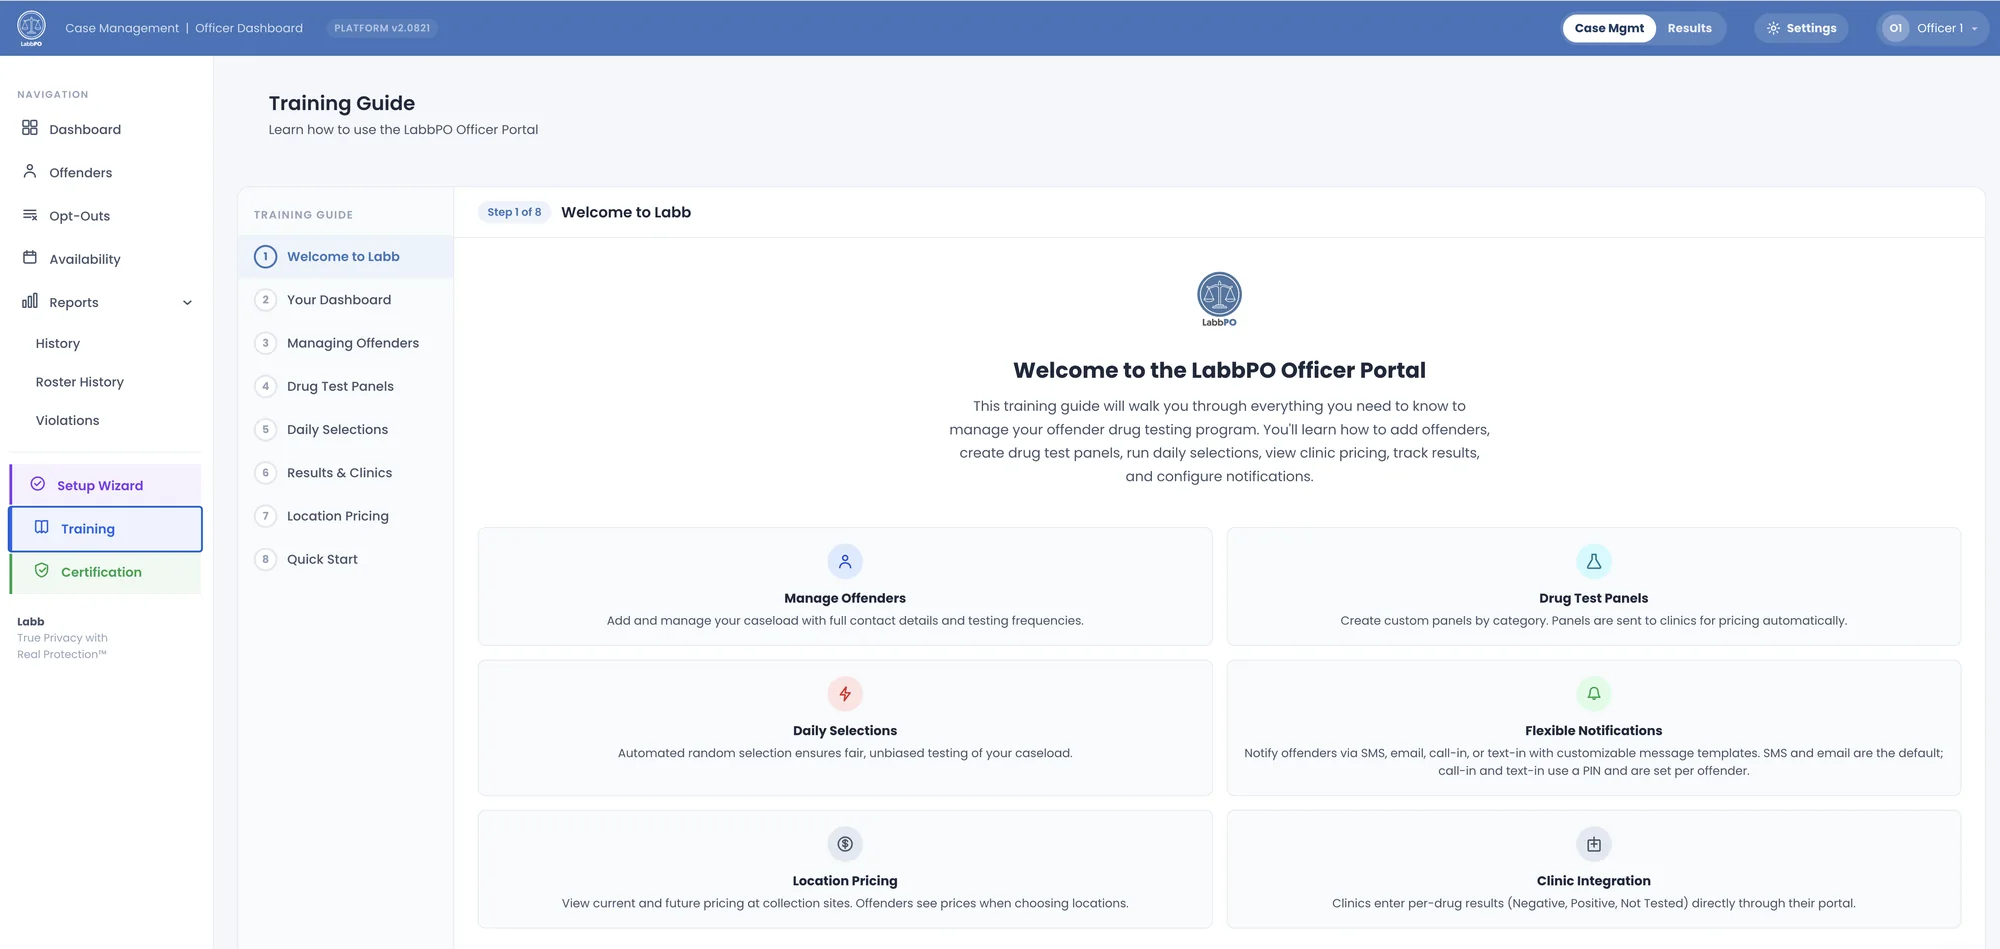 LabbPO
Case Management | Officer Dashboard
PLATFORM v2.0821
Case Mgmt
Results
Settings
O1
Officer 1
NAVIGATION
Dashboard
Offenders
Opt-Outs
Availability
Reports
History
Roster History
Violations
Setup Wizard
Training
Certification
Labb
True Privacy with
Real Protection™
Training Guide
Learn how to use the LabbPO Officer Portal
TRAINING GUIDE
1 Welcome to Labb
2 Your Dashboard
3 Managing Offenders
4 Drug Test Panels
5 Daily Selections
6 Results & Clinics
7 Location Pricing
8 Quick Start
Step 1 of 8 Welcome to Labb
LabbPO
Welcome to the LabbPO Officer Portal
This training guide will walk you through everything you need to know to
manage your offender drug testing program. You'll learn how to add offenders,
create drug test panels, run daily selections, view clinic pricing, track results,
and configure notifications.
Manage Offenders
Add and manage your caseload with full contact details and testing frequencies.
Drug Test Panels
Create custom panels by category. Panels are sent to clinics for pricing automatically.
Daily Selections
Automated random selection ensures fair, unbiased testing of your caseload.
Flexible Notifications
Notify offenders via SMS, email, call-in, or text-in with customizable message templates. SMS and email are the default;
call-in and text-in use a PIN and are set per offender.
Location Pricing
View current and future pricing at collection sites. Offenders see prices when choosing locations.
Clinic Integration
Clinics enter per-drug results (Negative, Positive, Not Tested) directly through their portal.